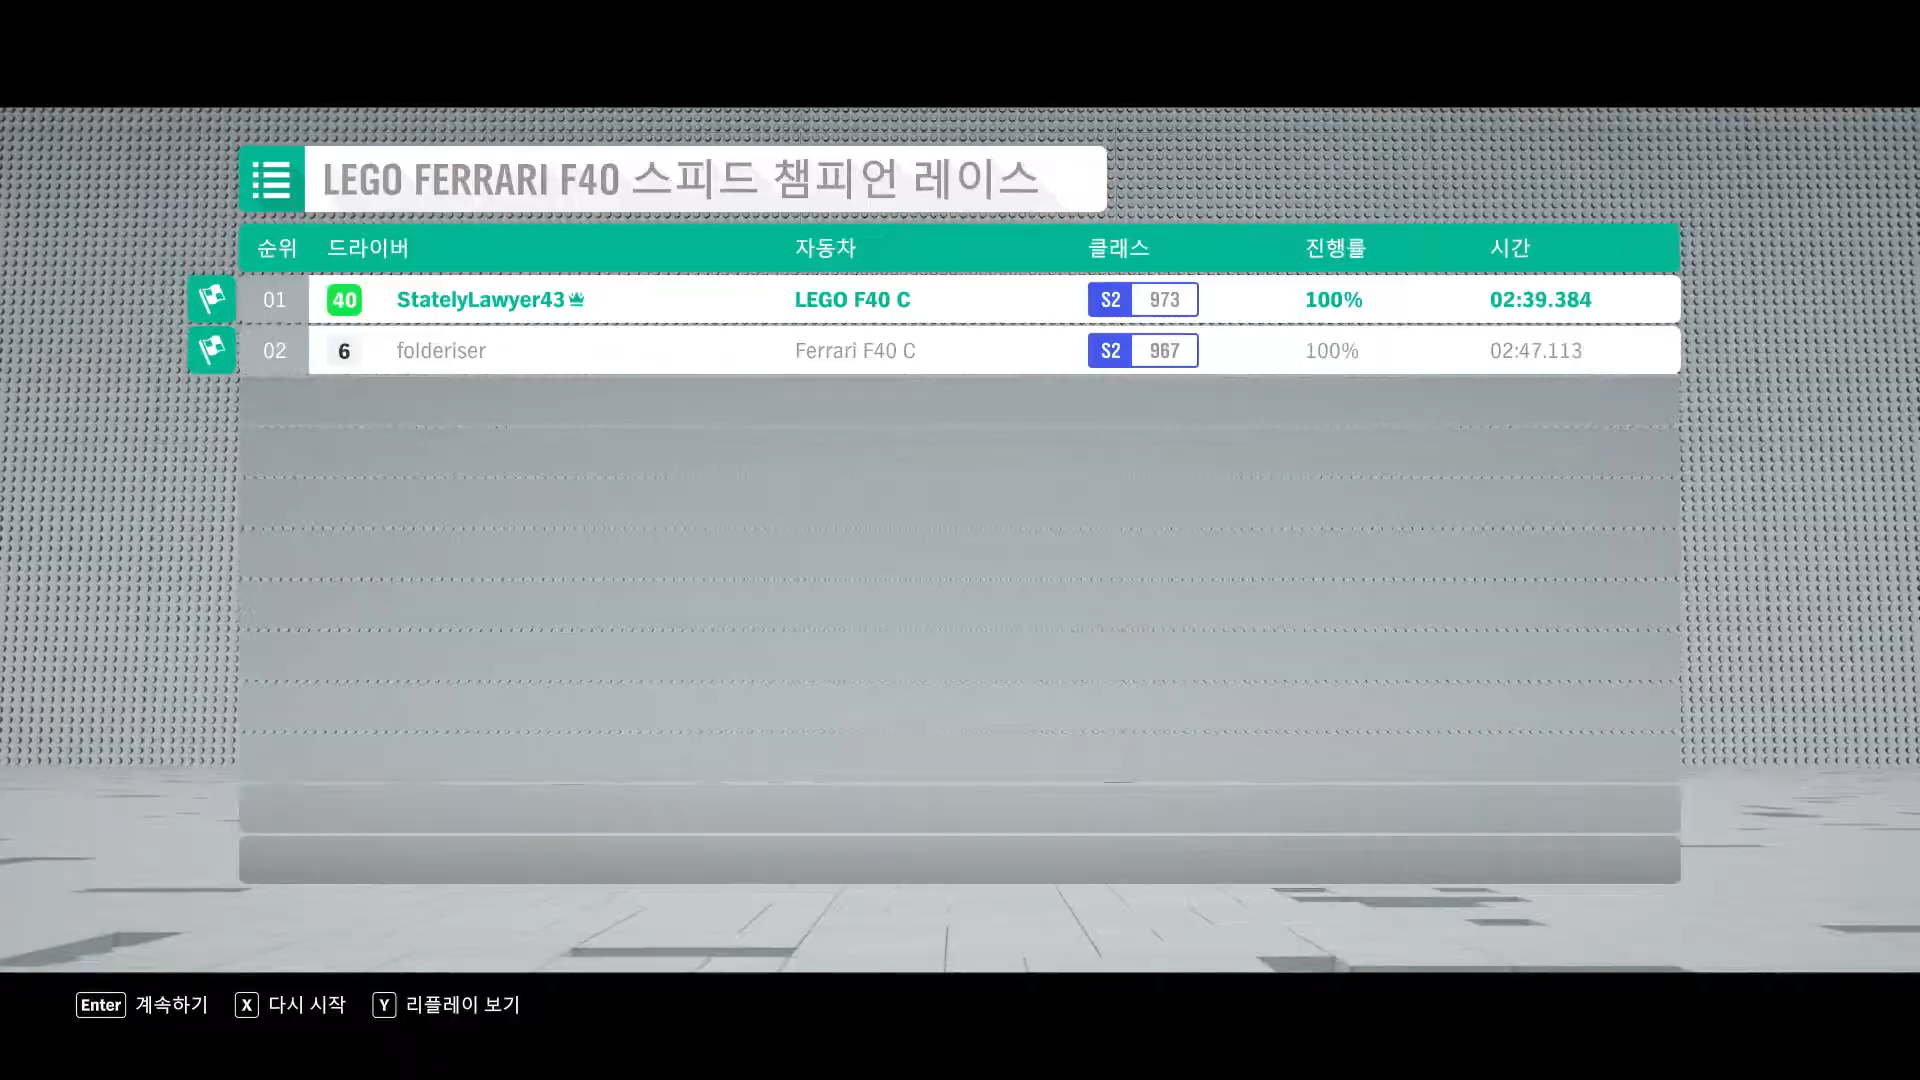 LEGO FERRARI F40 스피드 챔피언 레이스
순위 드라이버 자동차 클래스 진행률 시간
01 40 StatelyLawyer43 LEGO F40 C S2 973 100% 02:39.384
02 6 folderiser Ferrari F40 C S2 967 100% 02:47.113
Enter 계속하기 X 다시 시작 Y 리플레이 보기